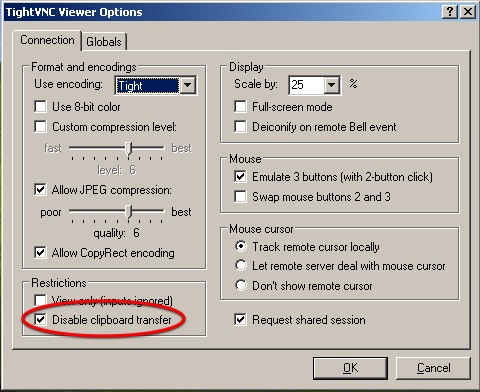 TightVNC Viewer Options
Connection
Globals
Format and encodings
Use encoding: Tight
Use 8-bit color
Custom compression level:
fast best
level: 6
Allow JPEG compression:
poor best
quality: 6
Allow CopyRect encoding
Restrictions
View only (inputs ignored)
Disable clipboard transfer
Display
Scale by: 25 %
Full-screen mode
Deiconify on remote Bell event
Mouse
Emulate 3 buttons (with 2-button click)
Swap mouse buttons 2 and 3
Mouse cursor
Track remote cursor locally
Let remote server deal with mouse cursor
Don't show remote cursor
Request shared session
OK
Cancel